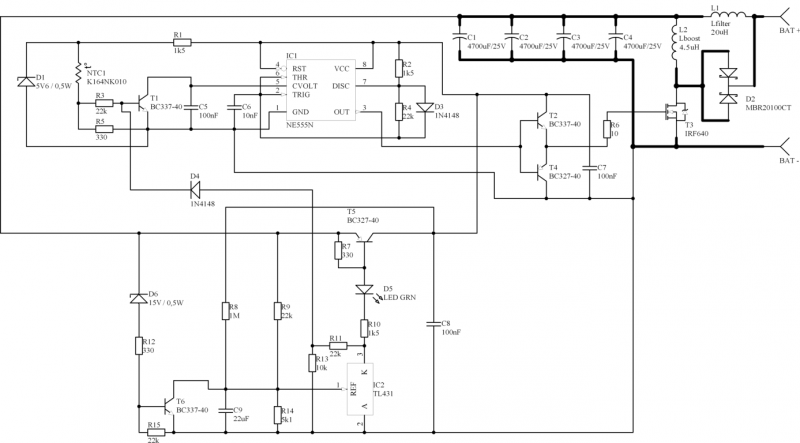 L1
Lfilter
20uH
BAT +
C1
4700uF/25V
C2
4700uF/25V
C3
4700uF/25V
C4
4700uF/25V
L2
Lboost
4.5uH
R1
1k5
IC1
D1
5V6 / 0,5W
NTC1
K164NK010
4
6
5
2
1
RST
THR
CVOLT
TRIG
GND
VCC
DISC
OUT
8
7
3
NE555N
R2
1k5
R4
22k
D3
1N4148
R3
22k
R5
330
T1
BC337-40
C5
100nF
C6
10nF
D2
MBR20100CT
T2
BC337-40
R6
10
T3
IRF640
T4
BC327-40
C7
100nF
BAT -
D4
1N4148
T5
BC327-40
R7
330
D5
LED GRN
D6
15V / 0,5W
R8
1M
R9
22k
R10
1k5
C8
100nF
R12
330
R11
22k
R13
10k
3
K
REF
A
1
2
IC2
TL431
T6
BC337-40
C9
22uF
R14
5k1
R15
22k